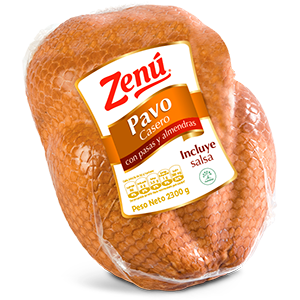 Zenú
Pavo
Casero
con pasas y almendras
Incluye
salsa
Peso Neto 2300 g